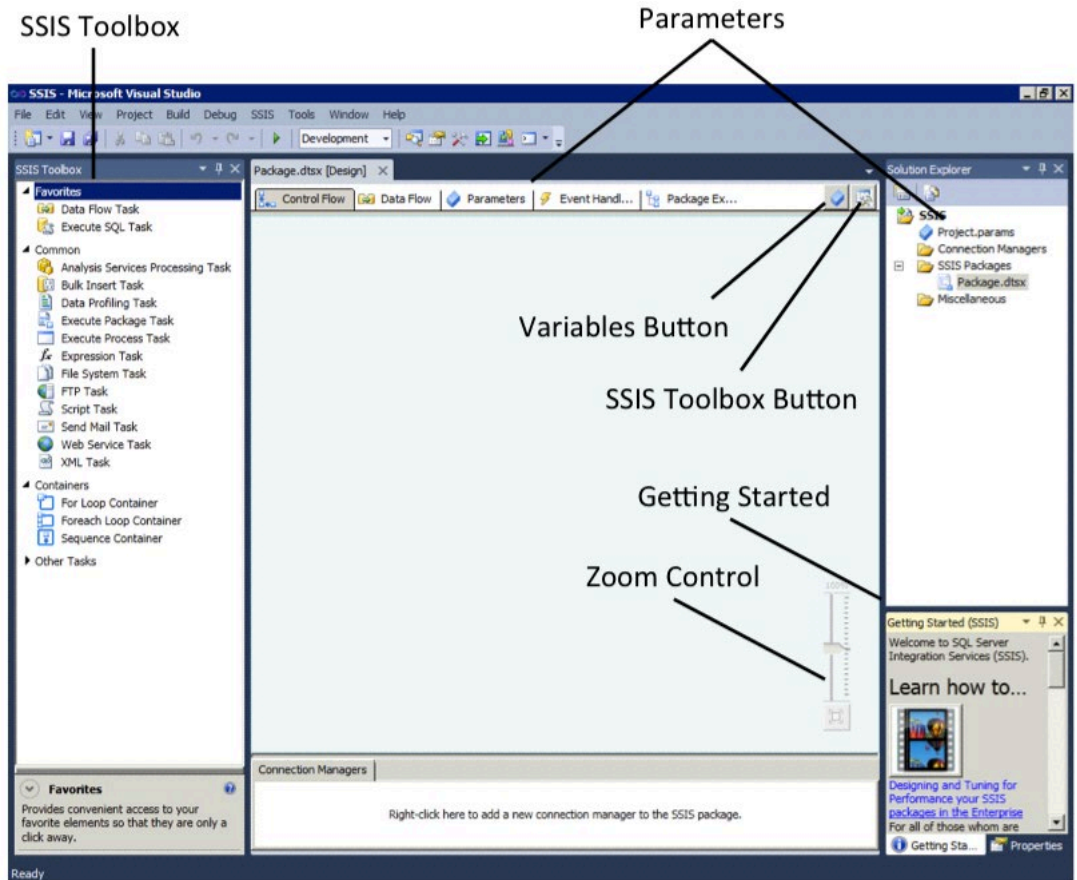 SSIS Toolbox
Parameters
SSIS - Microsoft Visual Studio
File Edit View Project Build Debug SSIS Tools Window Help
Development
SSIS Toolbox
Favorites
Data Flow Task
Execute SQL Task
Common
Analysis Services Processing Task
Bulk Insert Task
Data Profiling Task
Execute Package Task
Execute Process Task
Expression Task
File System Task
FTP Task
Script Task
Send Mail Task
Web Service Task
XML Task
Containers
For Loop Container
Foreach Loop Container
Sequence Container
Other Tasks
Favorites
Provides convenient access to your
favorite elements so that they are only a
click away.
Package.dtsx [Design]
Control Flow Data Flow Parameters Event Handl... Package Ex...
Variables Button
SSIS Toolbox Button
Getting Started
Zoom Control
100%
Connection Managers
Right-click here to add a new connection manager to the SSIS package.
Solution Explorer
SSIS
Project.params
Connection Managers
SSIS Packages
Package.dtsx
Miscellaneous
Getting Started (SSIS)
Welcome to SQL Server
Integration Services (SSIS).
Learn how to...
Designing and Tuning for
Performance your SSIS
packages in the Enterprise
For all of those whom are
Getting Sta... Properties
Ready